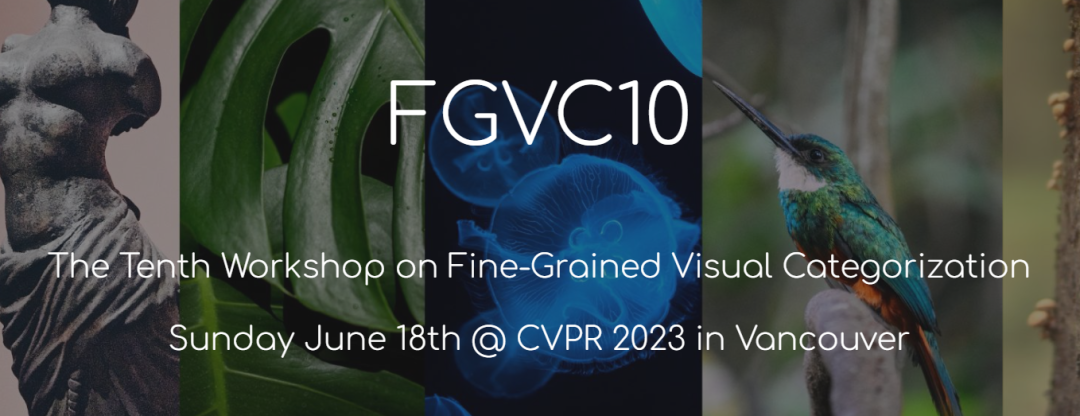 FGVC10
The Tenth Workshop on Fine-Grained Visual Categorization
Sunday June 18th @ CVPR 2023 in Vancouver